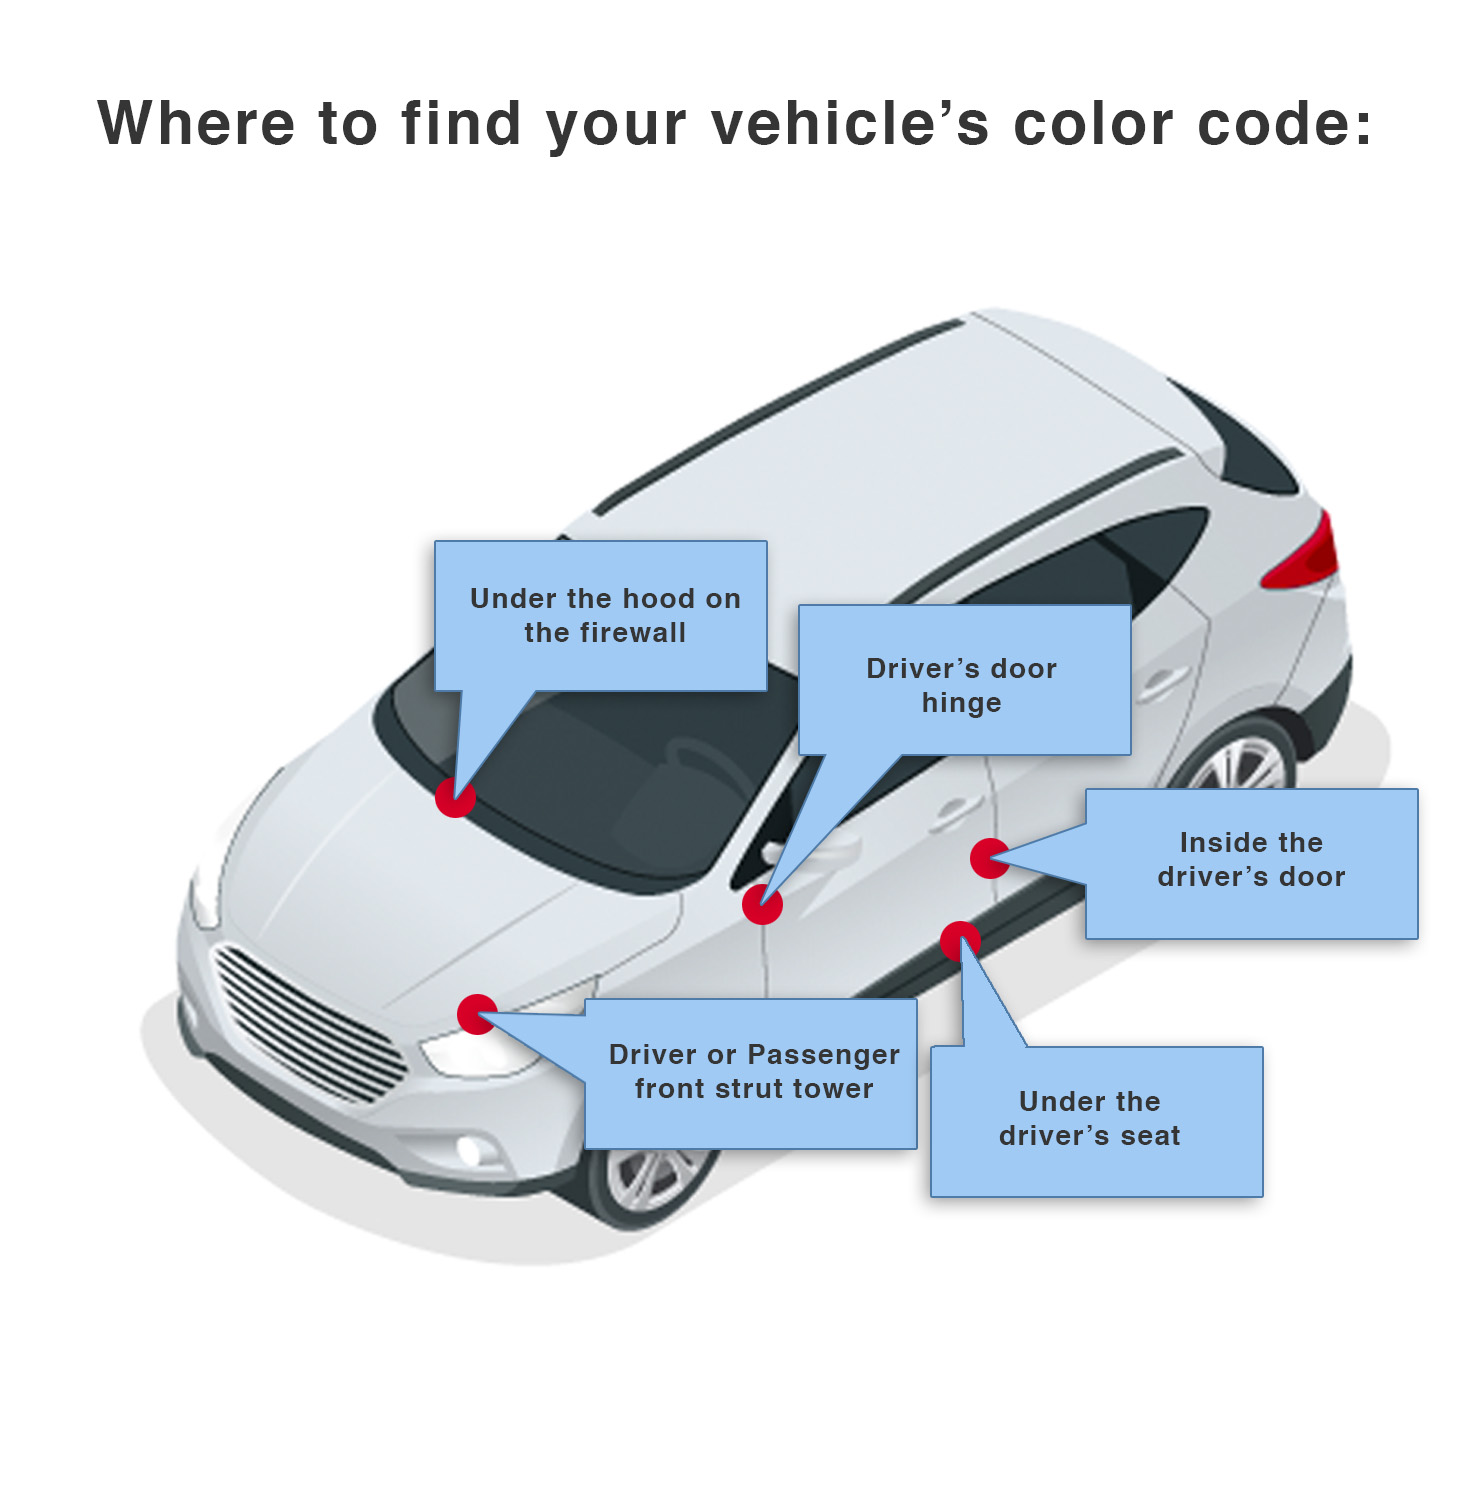 Where to find your vehicle’s color code:
Under the hood on
the firewall
Driver’s door
hinge
Inside the
driver’s door
Driver or Passenger
front strut tower
Under the
driver’s seat